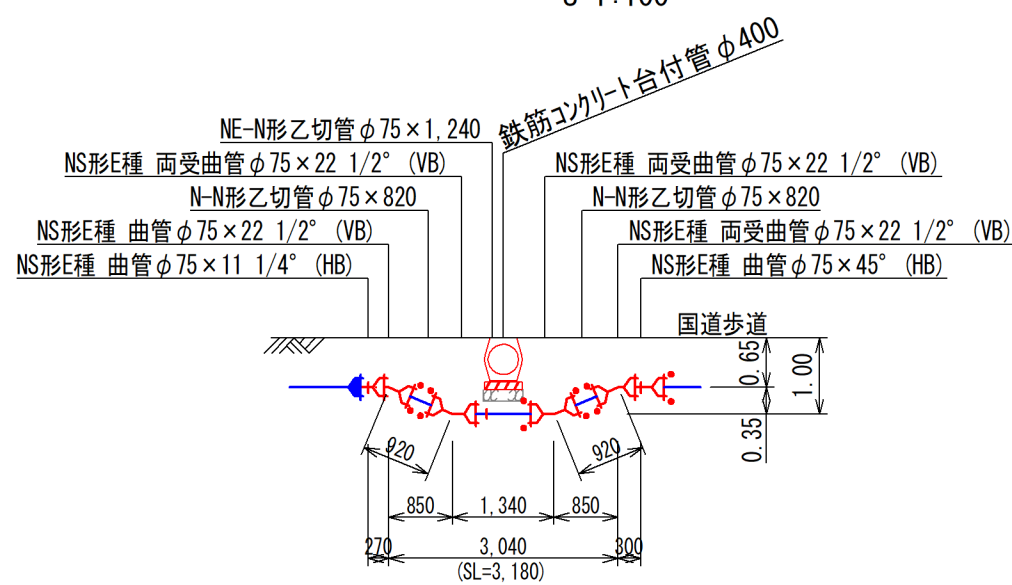 鉄筋コンクリート台付管φ400
NE-N形乙切管φ75×1,240
NS形E種 両受曲管φ75×22 1/2° (VB)
NS形E種 両受曲管φ75×22 1/2° (VB)
N-N形乙切管φ75×820
N-N形乙切管φ75×820
NS形E種 曲管φ75×22 1/2° (VB)
NS形E種 両受曲管φ75×22 1/2° (VB)
NS形E種 曲管φ75×11 1/4° (HB)
NS形E種 曲管φ75×45° (HB)
国道歩道
0.65
1.00
0.35
920
920
850
1,340
850
270
3,040
300
(SL=3,180)